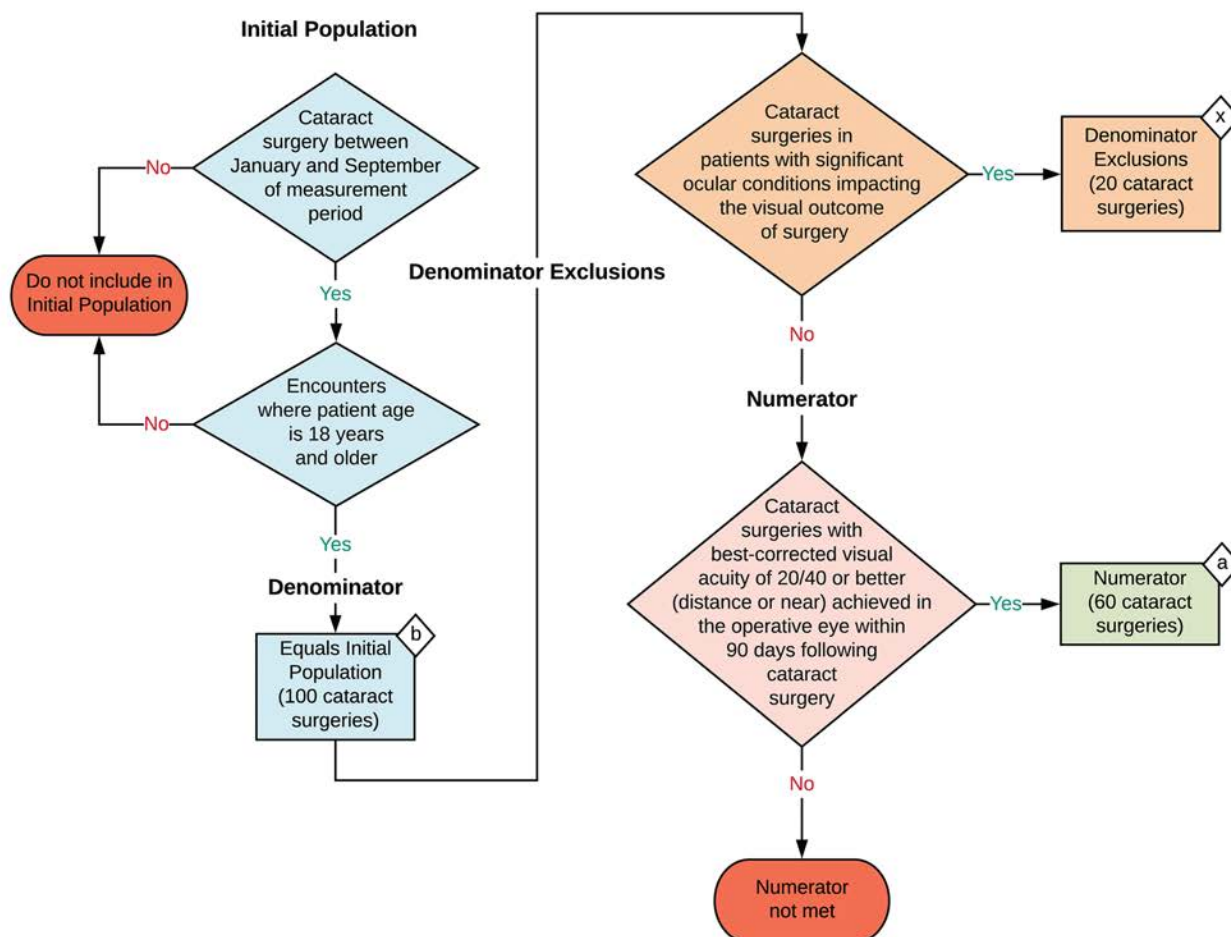 Initial Population
Cataract
surgery between
January and September
of measurement
period
No
Do not include in
Initial Population
Yes
Encounters
where patient age
is 18 years
and older
No
Yes
Denominator
b
Equals Initial
Population
(100 cataract
surgeries)
Denominator Exclusions
Cataract
surgeries in
patients with significant
ocular conditions impacting
the visual outcome
of surgery
Yes
x
Denominator
Exclusions
(20 cataract
surgeries)
No
Numerator
Cataract
surgeries with
best-corrected visual
acuity of 20/40 or better
(distance or near) achieved in
the operative eye within
90 days following
cataract
surgery
Yes
a
Numerator
(60 cataract
surgeries)
No
Numerator
not met